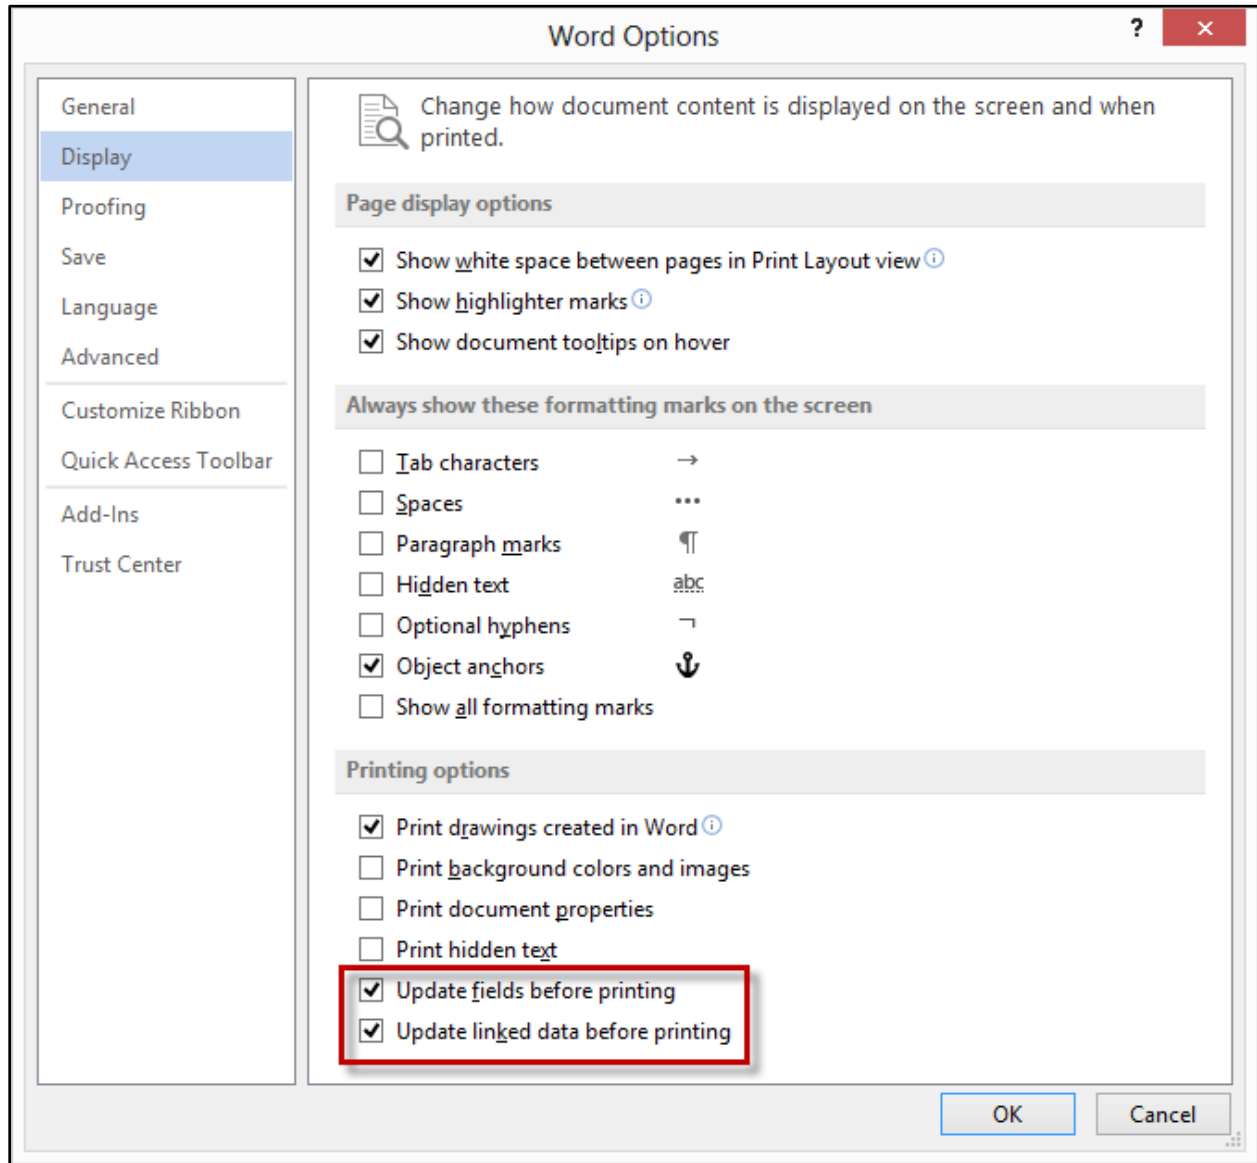 Word Options
?
General
Display
Proofing
Save
Language
Advanced
Customize Ribbon
Quick Access Toolbar
Add-Ins
Trust Center
Change how document content is displayed on the screen and when
printed.
Page display options
Show white space between pages in Print Layout view
Show highlighter marks
Show document tooltips on hover
Always show these formatting marks on the screen
Tab characters →
Spaces •••
Paragraph marks ¶
Hidden text abc
Optional hyphens ¬
Object anchors
Show all formatting marks
Printing options
Print drawings created in Word
Print background colors and images
Print document properties
Print hidden text
Update fields before printing
Update linked data before printing
OK Cancel